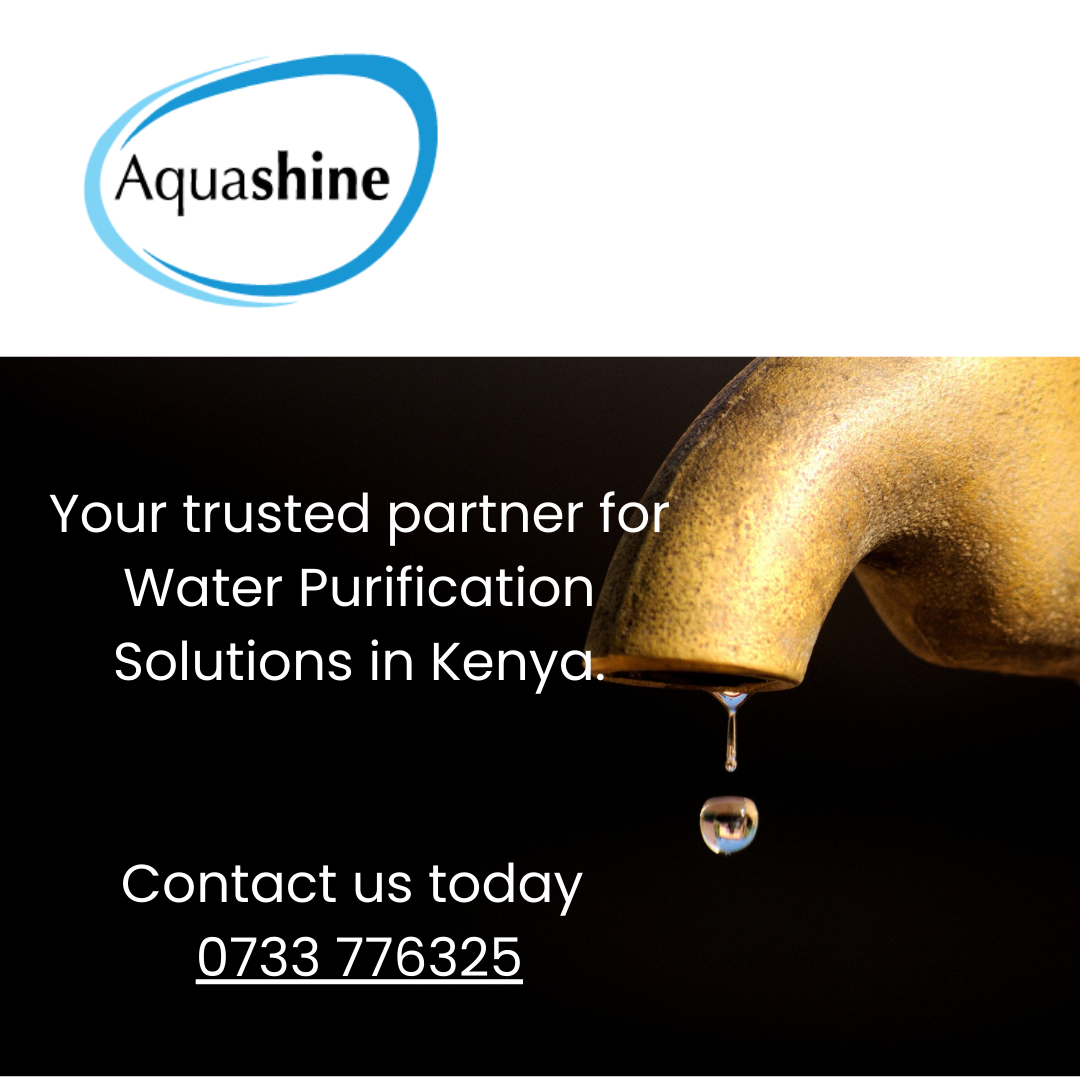 Aquashine
Your trusted partner for
Water Purification
Solutions in Kenya.
Contact us today
0733 776325